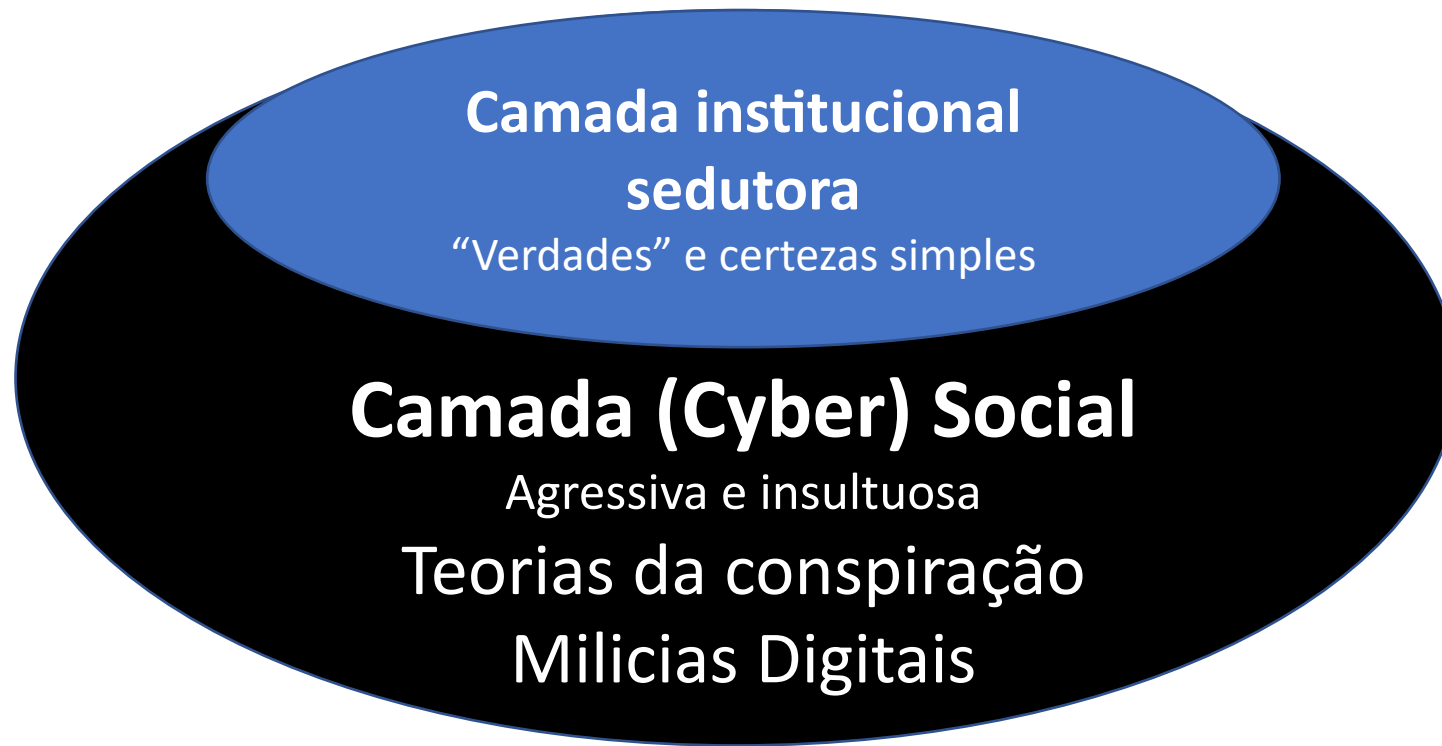 Camada institucional
sedutora
“Verdades” e certezas simples
Camada (Cyber) Social
Agressiva e insultuosa
Teorias da conspiração
Milicias Digitais